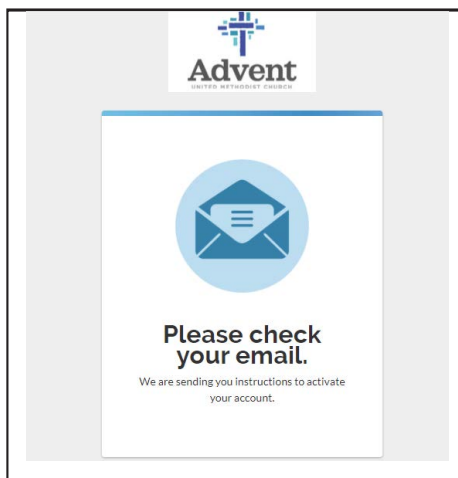 Advent
UNITED METHODIST CHURCH
Please check
your email.
We are sending you instructions to activate
your account.